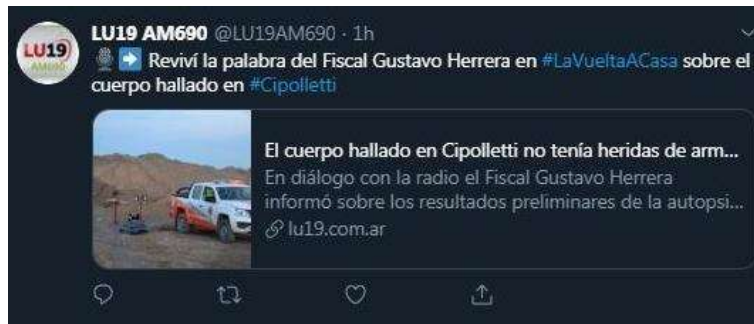 LU19 AM690 @LU19AM690 · 1h
LU19
AM690
🎙️➡️ Reviví la palabra del Fiscal Gustavo Herrera en #LaVueltaACasa sobre el
cuerpo hallado en #Cipolletti
El cuerpo hallado en Cipolletti no tenía heridas de arm...
En diálogo con la radio el Fiscal Gustavo Herrera
informó sobre los resultados preliminares de la autopsi...
lu19.com.ar